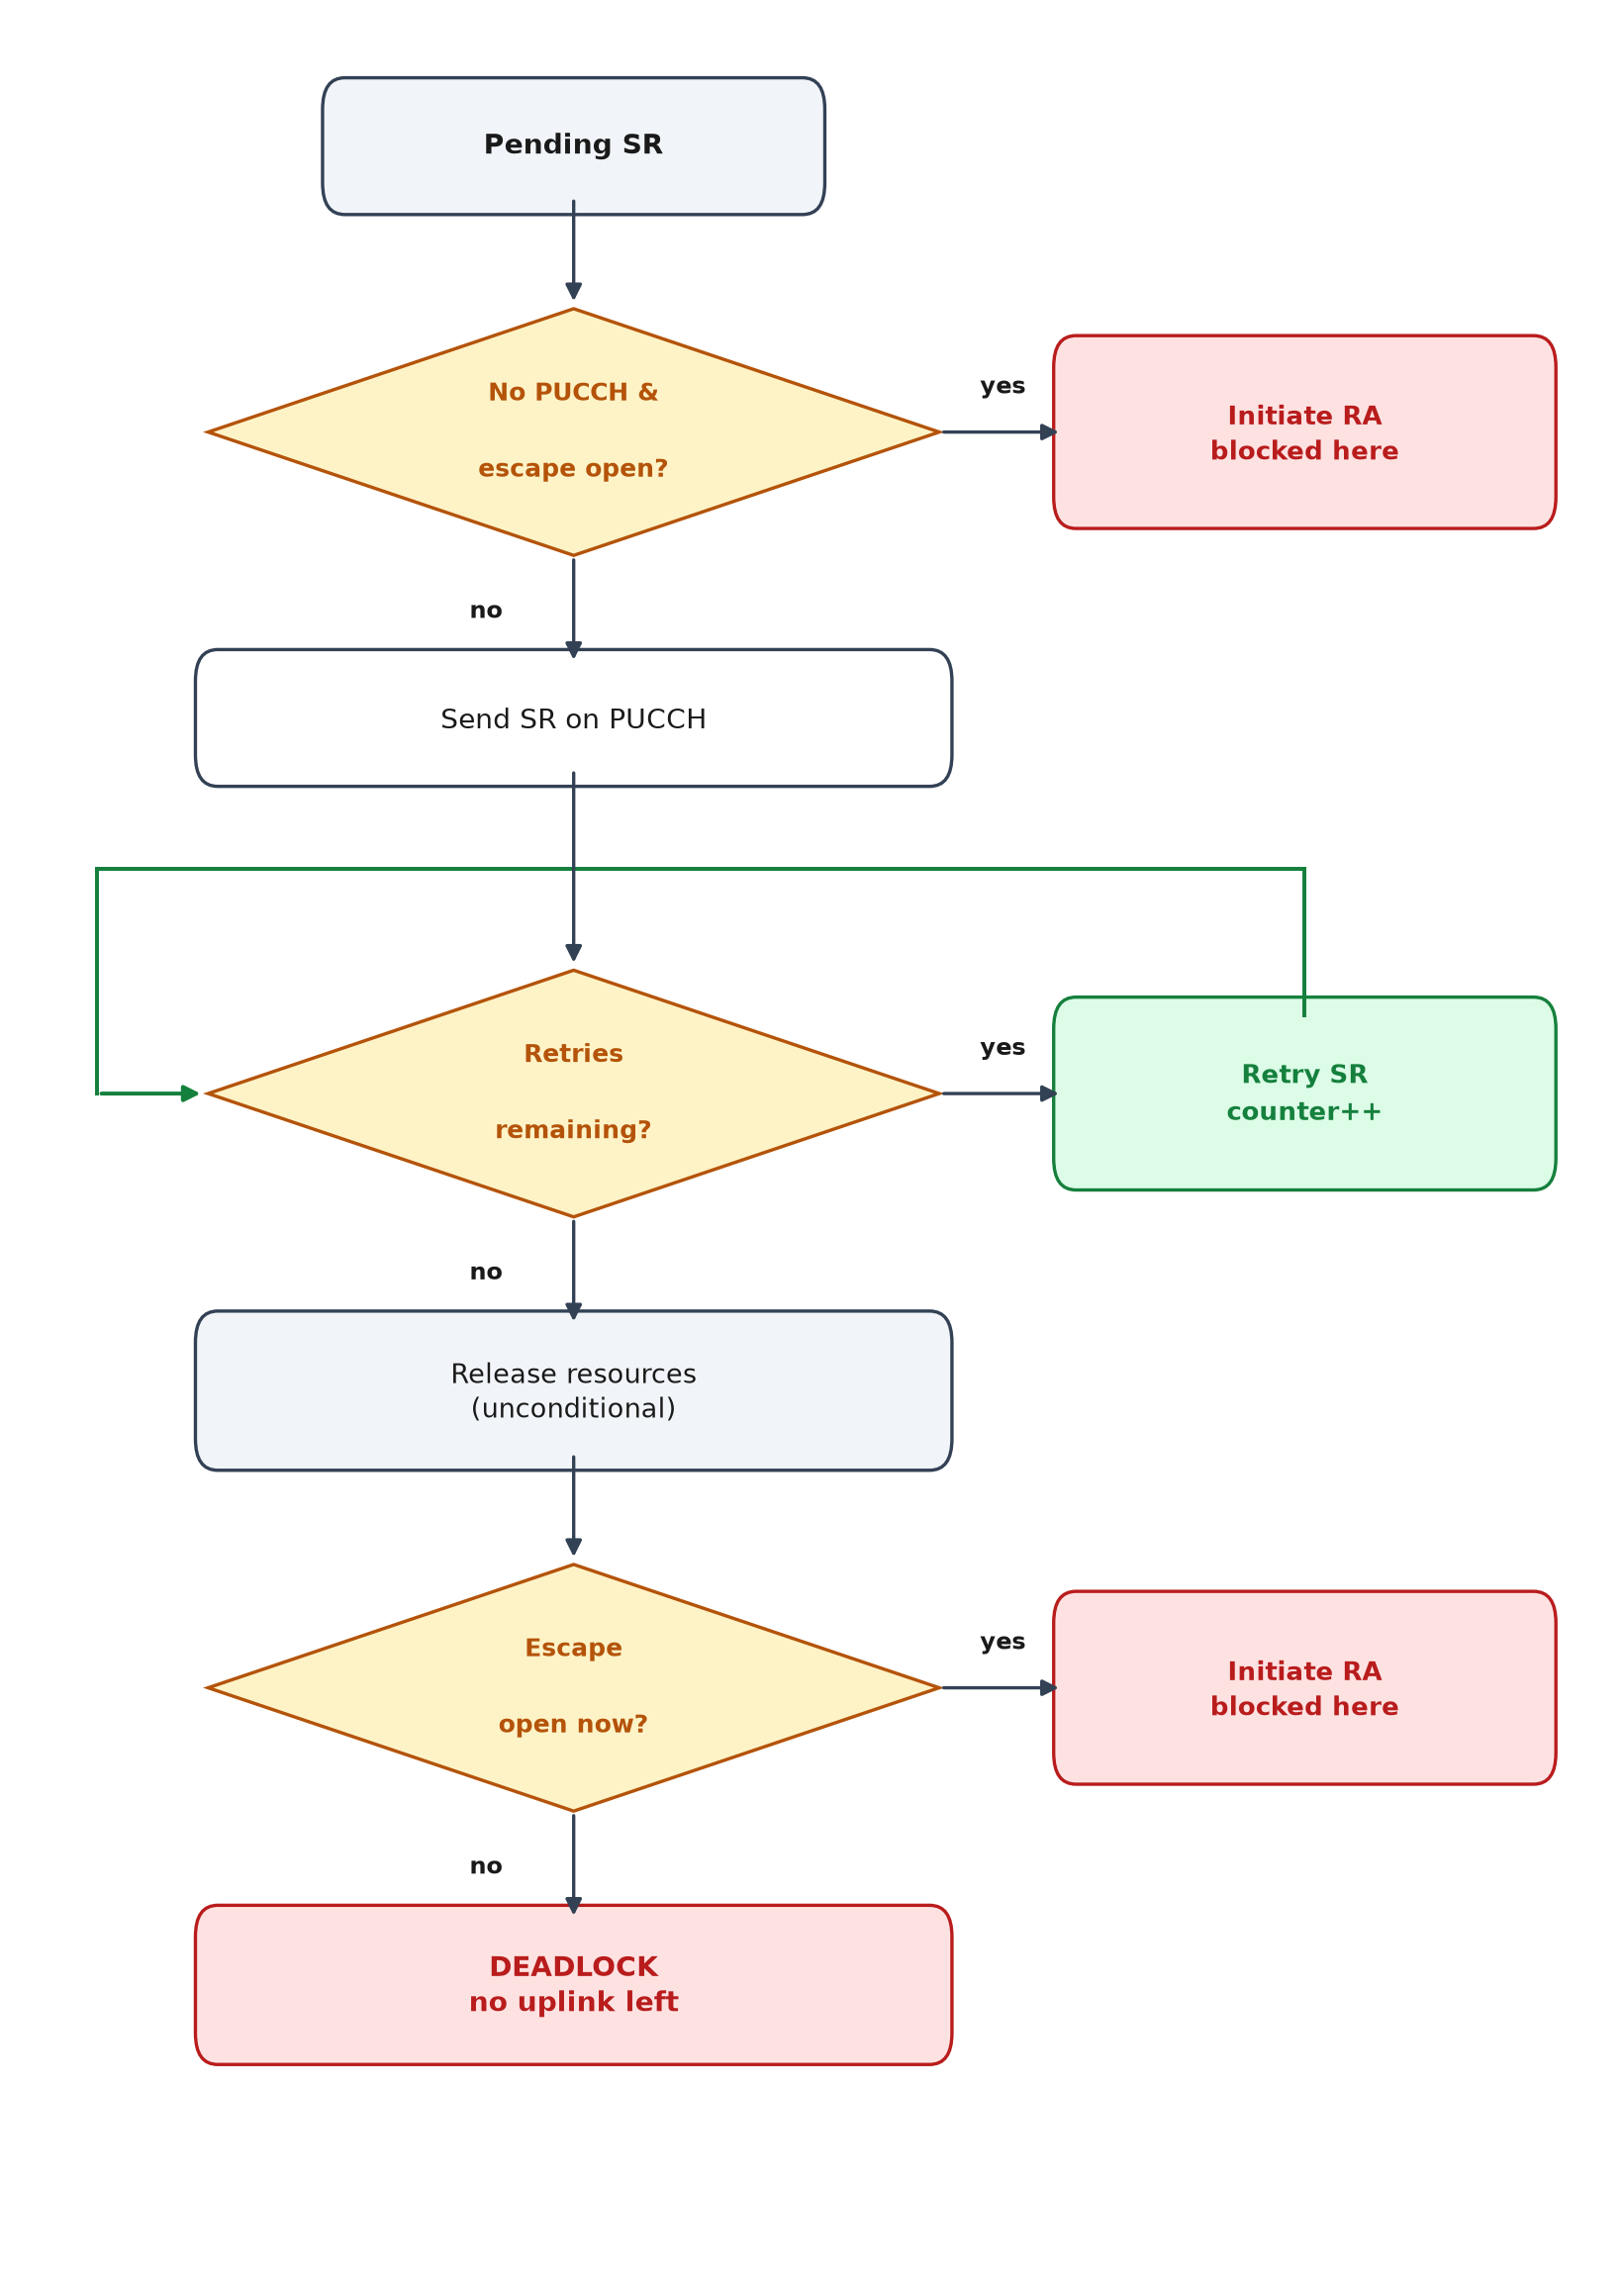 Pending SR
No PUCCH &
escape open?
yes
Initiate RA
blocked here
no
Send SR on PUCCH
Retries
remaining?
yes
Retry SR
counter++
no
Release resources
(unconditional)
Escape
open now?
yes
Initiate RA
blocked here
no
DEADLOCK
no uplink left